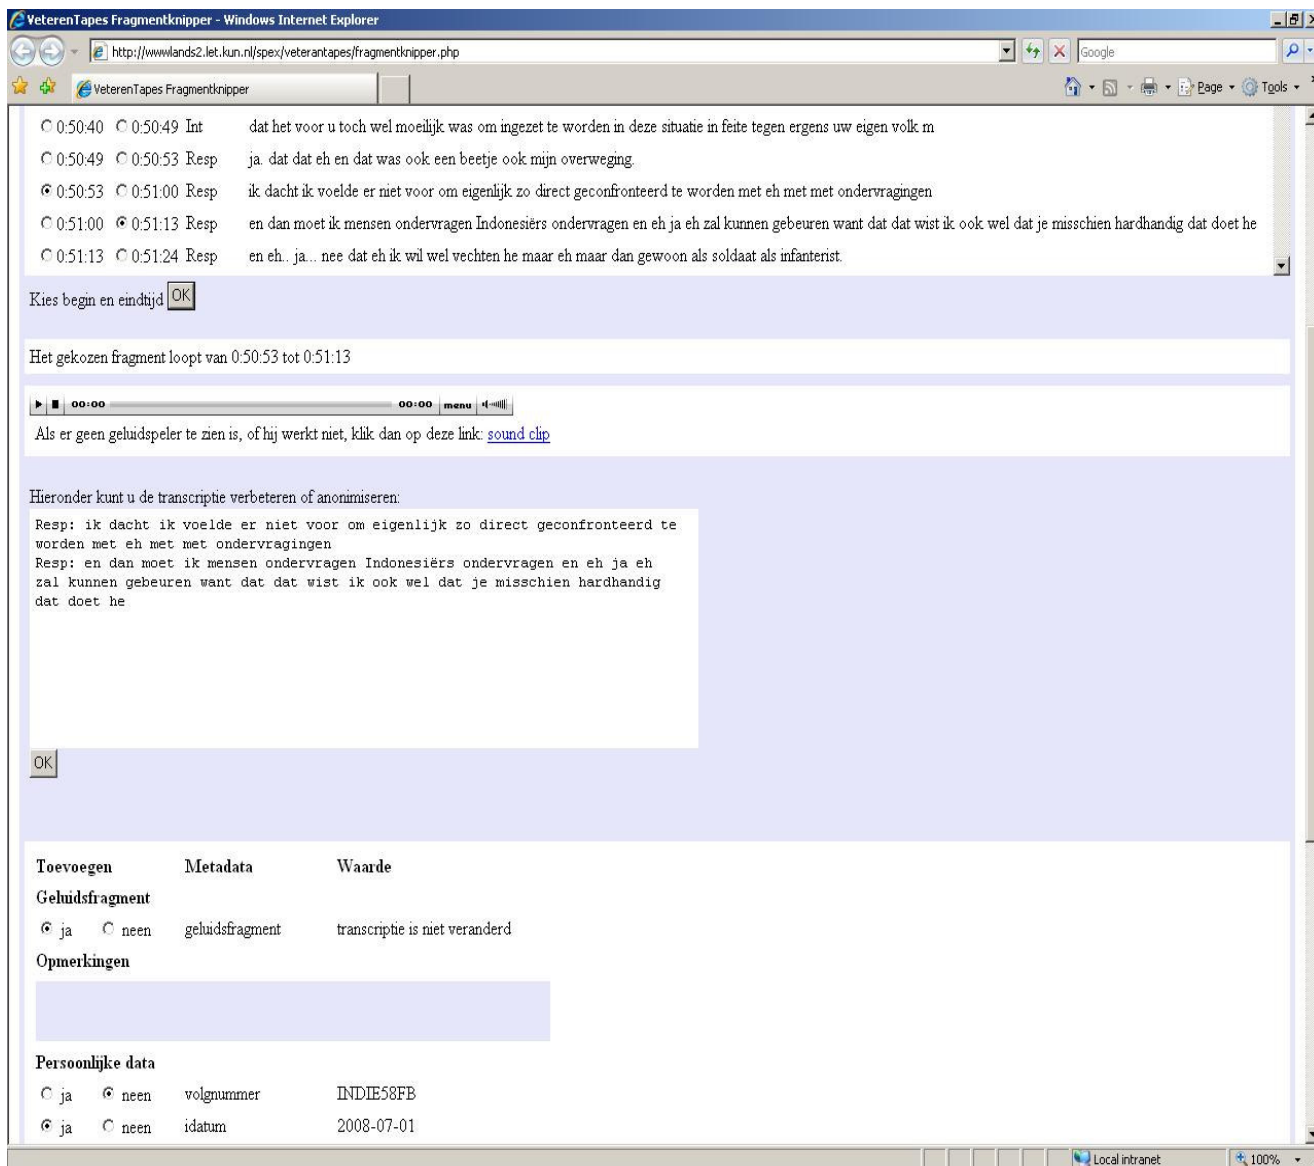 VeterenTapes Fragmentknipper - Windows Internet Explorer
http://wwwlands2.let.kun.nl/spex/veterantapes/fragmentknipper.php
Google
VeterenTapes Fragmentknipper
Page Tools
0:50:40 0:50:49 Int dat het voor u toch wel moeilijk was om ingezet te worden in deze situatie in feite tegen ergens uw eigen volk m
0:50:49 0:50:53 Resp ja. dat dat eh en dat was ook een beetje ook mijn overweging.
0:50:53 0:51:00 Resp ik dacht ik voelde er niet voor om eigenlijk zo direct geconfronteerd te worden met eh met met ondervragingen
0:51:00 0:51:13 Resp en dan moet ik mensen ondervragen Indonesiërs ondervragen en eh ja eh zal kunnen gebeuren want dat dat wist ik ook wel dat je misschien hardhandig dat doet he
0:51:13 0:51:24 Resp en eh.. ja... nee dat eh ik wil wel vechten he maar eh maar dan gewoon als soldaat als infanterist.
Kies begin en eindtijd OK
Het gekozen fragment loopt van 0:50:53 tot 0:51:13
00:00 00:00 menu
Als er geen geluidspeler te zien is, of hij werkt niet, klik dan op deze link: sound clip
Hieronder kunt u de transcriptie verbeteren of anonimiseren:
Resp: ik dacht ik voelde er niet voor om eigenlijk zo direct geconfronteerd te
worden met eh met met ondervragingen
Resp: en dan moet ik mensen ondervragen Indonesiërs ondervragen en eh ja eh
zal kunnen gebeuren want dat dat wist ik ook wel dat je misschien hardhandig
dat doet he
OK
Toevoegen Metadata Waarde
Geluidsfragment
ja neen geluidsfragment transcriptie is niet veranderd
Opmerkingen
Persoonlijke data
ja neen volgnummer INDIE58FB
ja neen idatum 2008-07-01
Local intranet 100%